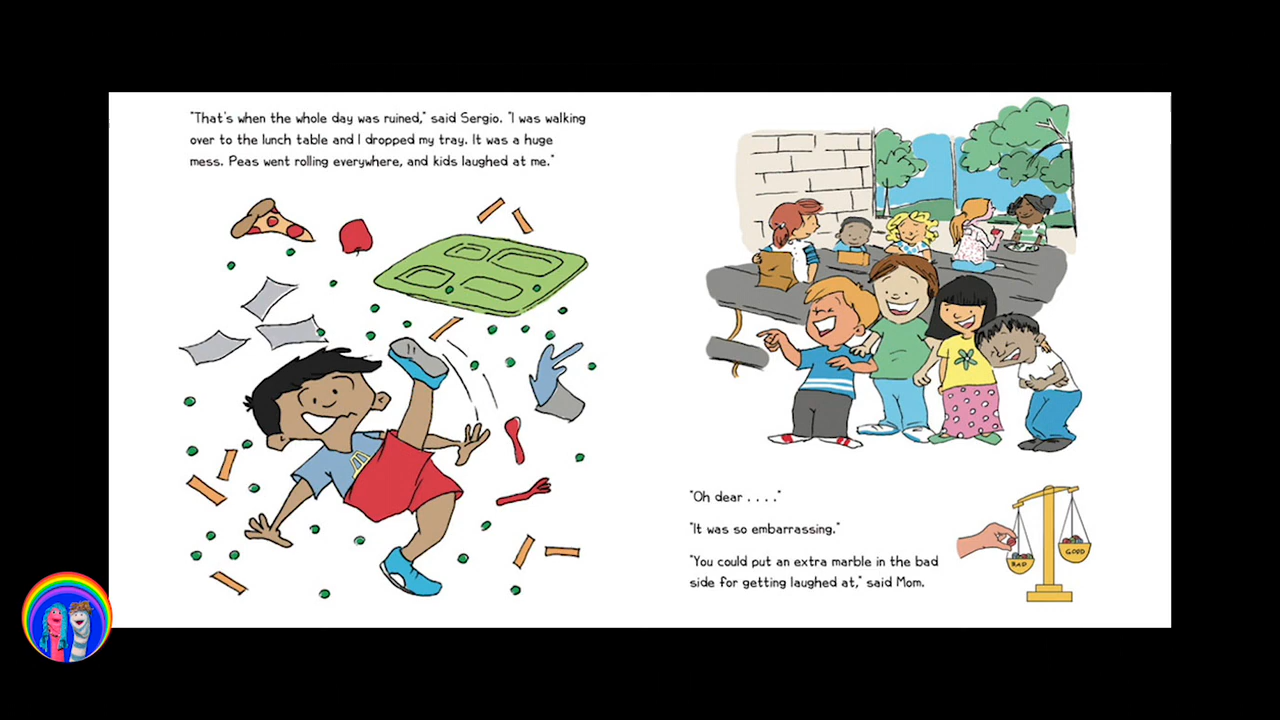 "That's when the whole day was ruined," said Sergio. "I was walking
over to the lunch table and I dropped my tray. It was a huge
mess. Peas went rolling everywhere, and kids laughed at me."
"Oh dear . . . ."
"It was so embarrassing."
"You could put an extra marble in the bad
side for getting laughed at," said Mom.
BAD
GOOD